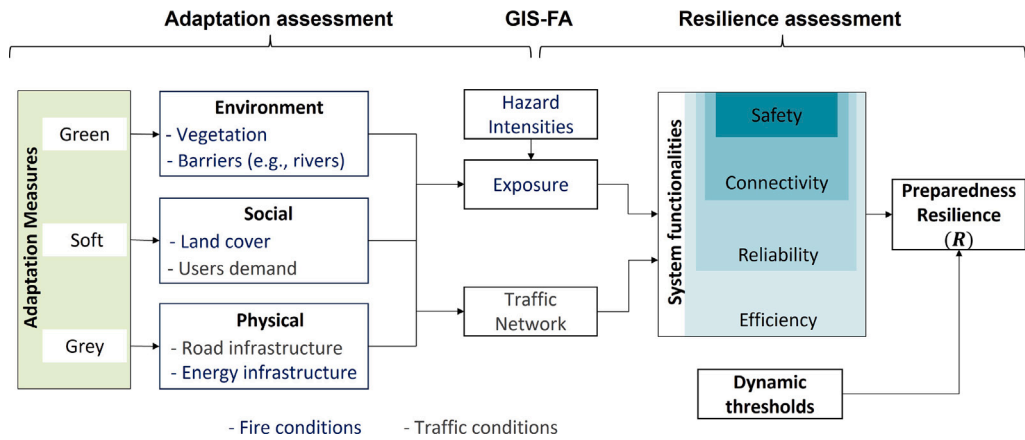 Adaptation assessment
GIS-FA
Resilience assessment
Adaptation Measures
Green
Soft
Grey
Environment
- Vegetation
- Barriers (e.g., rivers)
Social
- Land cover
- Users demand
Physical
- Road infrastructure
- Energy infrastructure
Hazard
Intensities
Exposure
Traffic
Network
System functionalities
Safety
Connectivity
Reliability
Efficiency
Preparedness
Resilience
(R)
Dynamic
thresholds
- Fire conditions
- Traffic conditions